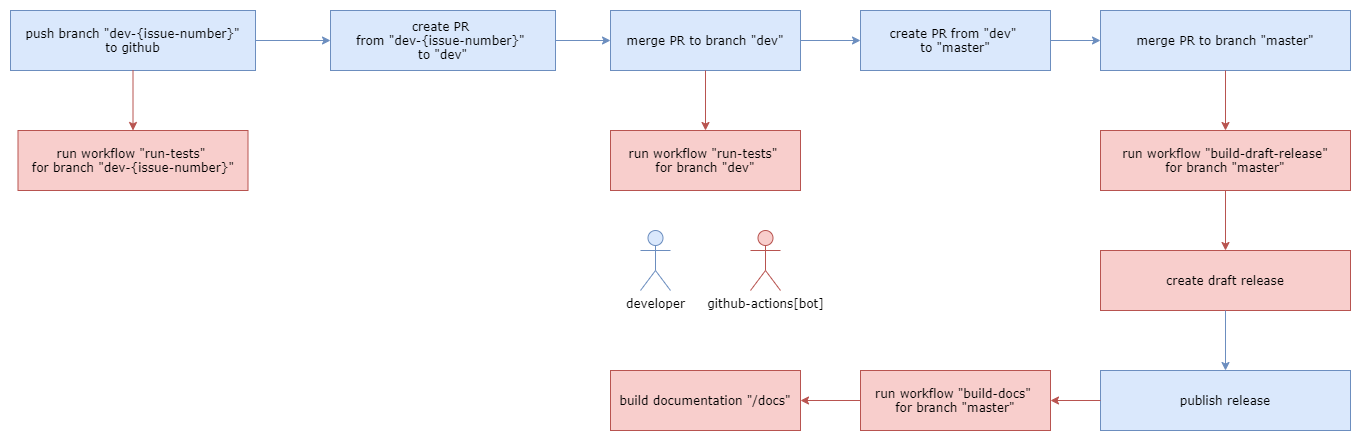 push branch "dev-{issue-number}"
to github
create PR
from "dev-{issue-number}"
to "dev"
merge PR to branch "dev"
create PR from "dev"
to "master"
merge PR to branch "master"
run workflow "run-tests"
for branch "dev-{issue-number}"
run workflow "run-tests"
for branch "dev"
run workflow "build-draft-release"
for branch "master"
developer
github-actions[bot]
create draft release
build documentation "/docs"
run workflow "build-docs"
for branch "master"
publish release